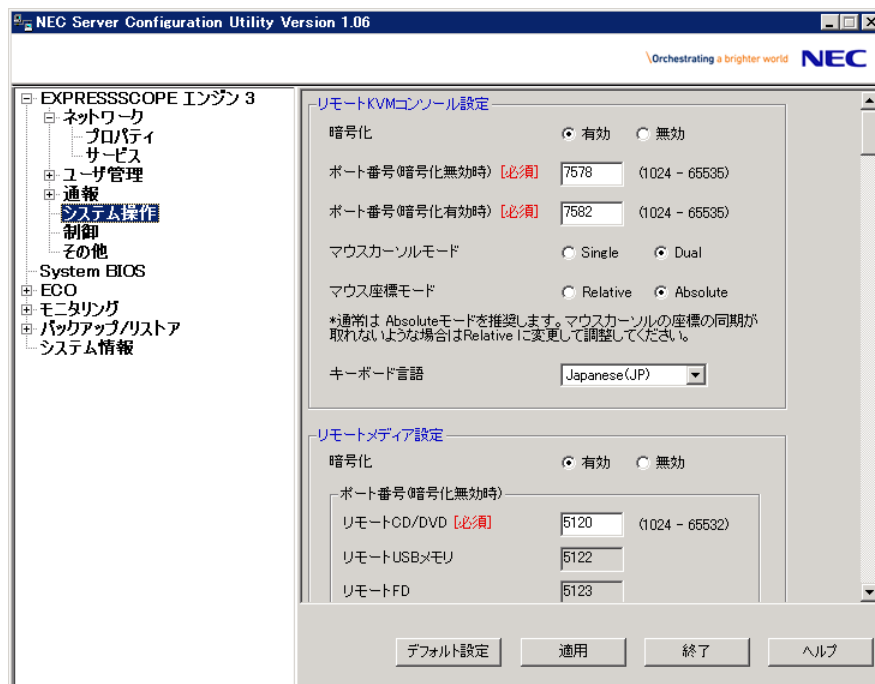 NEC Server Configuration Utility Version 1.06
\Orchestrating a brighter world NEC
EXPRESSSCOPE エンジン 3
ネットワーク
プロパティ
サービス
ユーザ管理
通報
システム操作
制御
その他
System BIOS
ECO
モニタリング
バックアップ/リストア
システム情報
リモートKVMコンソール設定
暗号化 有効 無効
ポート番号(暗号化無効時) [必須] 7578 (1024 - 65535)
ポート番号(暗号化有効時) [必須] 7582 (1024 - 65535)
マウスカーソルモード Single Dual
マウス座標モード Relative Absolute
*通常は Absoluteモードを推奨します。マウスカーソルの座標の同期が
取れないような場合はRelative に変更して調整してください。
キーボード言語 Japanese(JP)
リモートメディア設定
暗号化 有効 無効
ポート番号(暗号化無効時)
リモートCD/DVD [必須] 5120 (1024 - 65532)
リモートUSBメモリ 5122
リモートFD 5123
デフォルト設定 適用 終了 ヘルプ